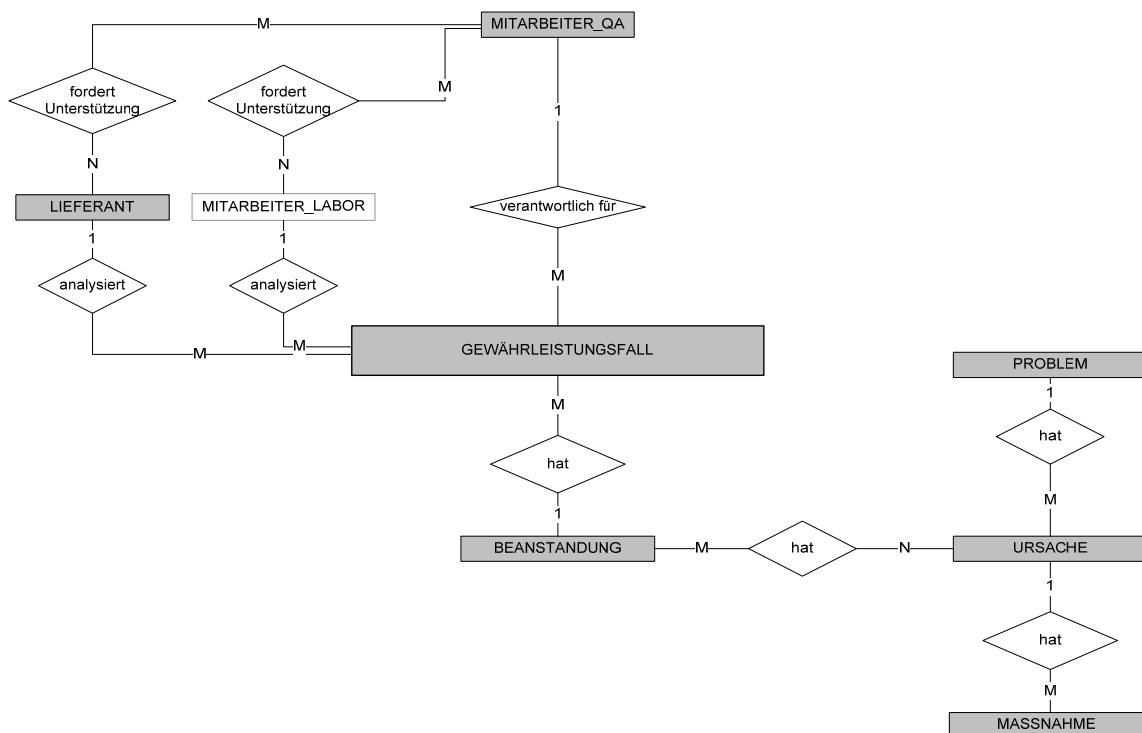 MITARBEITER_QA
M
fordert
Unterstützung
fordert
Unterstützung
M
1
N
N
LIEFERANT
MITARBEITER_LABOR
verantwortlich für
1
1
analysiert
analysiert
M
M
M
GEWÄHRLEISTUNGSFALL
PROBLEM
M
1
hat
hat
1
M
BEANSTANDUNG
M
hat
N
URSACHE
1
hat
M
MASSNAHME